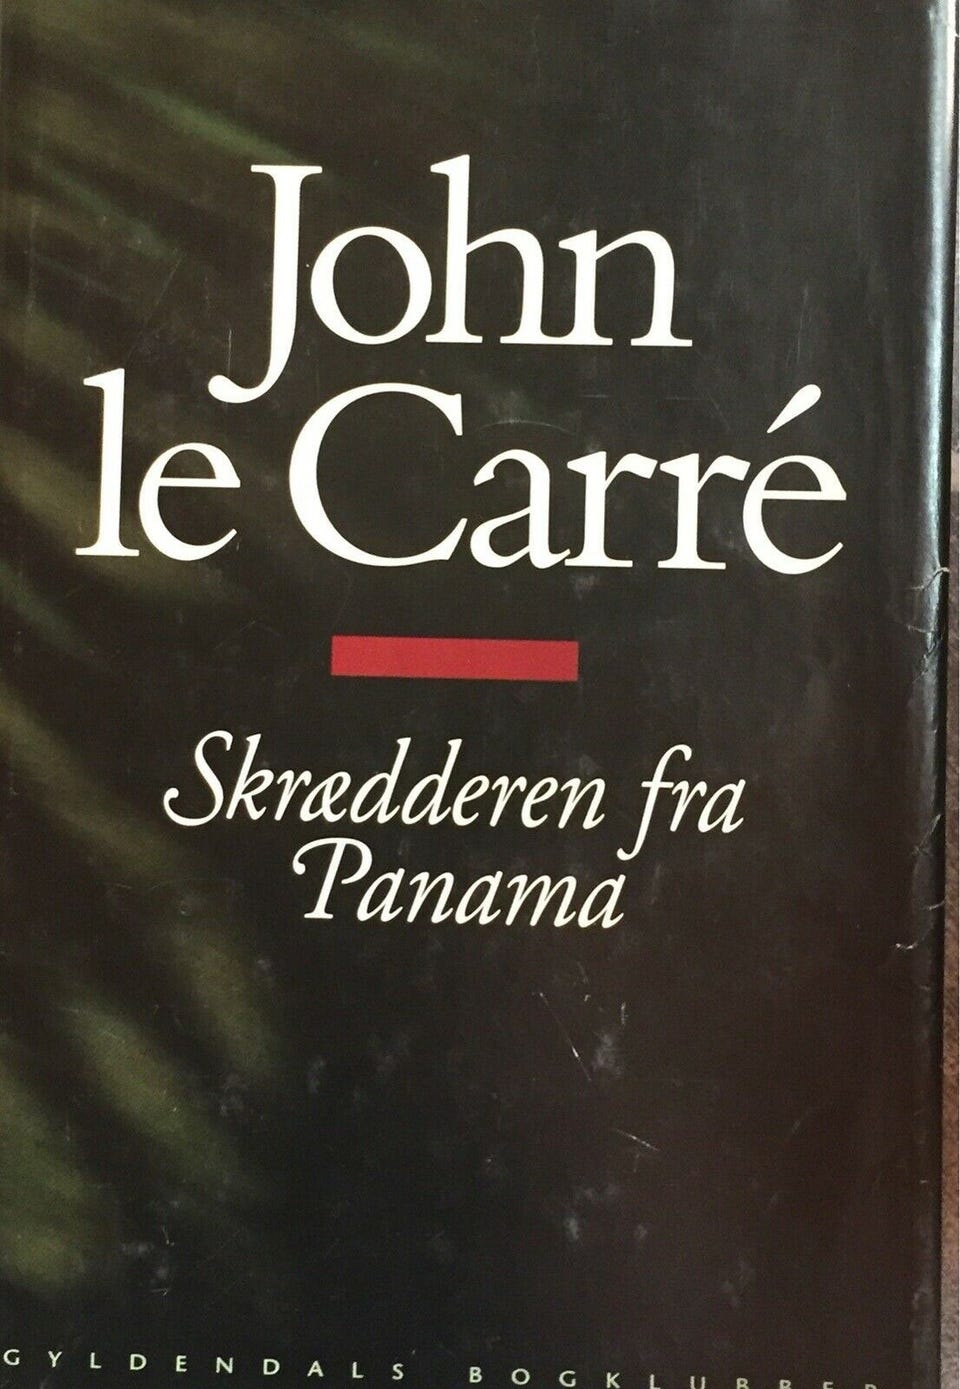 John
le Carré
Skrædderen fra
Panama
GYLDENDALS BOGKLUBBER